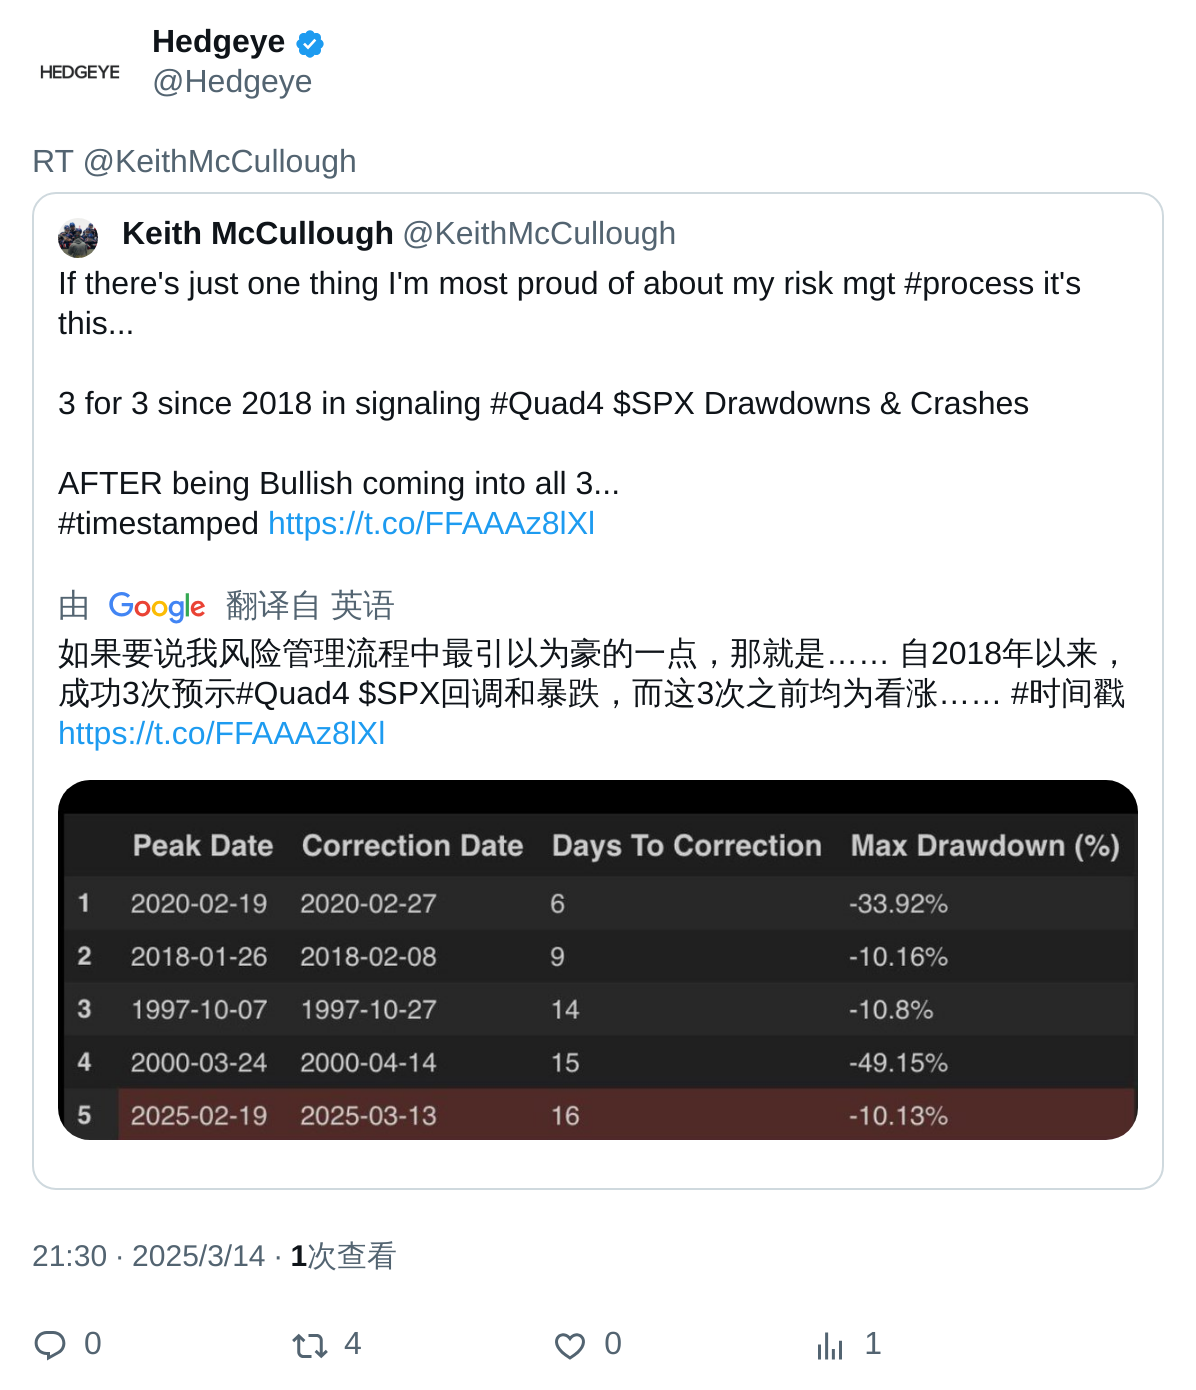 Hedgeye
HEDGEYE
@Hedgeye
RT @KeithMcCullough
Keith McCullough @KeithMcCullough
If there's just one thing I'm most proud of about my risk mgt #process it's
this...
3 for 3 since 2018 in signaling #Quad4 $SPX Drawdowns & Crashes
AFTER being Bullish coming into all 3...
#timestamped https://t.co/FFAAAz8lXl
由 Google 翻译自 英语
如果要说我风险管理流程中最引以为豪的一点，那就是…… 自2018年以来，
成功3次预示#Quad4 $SPX回调和暴跌，而这3次之前均为看涨…… #时间戳
https://t.co/FFAAAz8lXl
Peak Date Correction Date Days To Correction Max Drawdown (%)
1 2020-02-19 2020-02-27 6 -33.92%
2 2018-01-26 2018-02-08 9 -10.16%
3 1997-10-07 1997-10-27 14 -10.8%
4 2000-03-24 2000-04-14 15 -49.15%
5 2025-02-19 2025-03-13 16 -10.13%
21:30 · 2025/3/14 · 1次查看
0 4 0 1